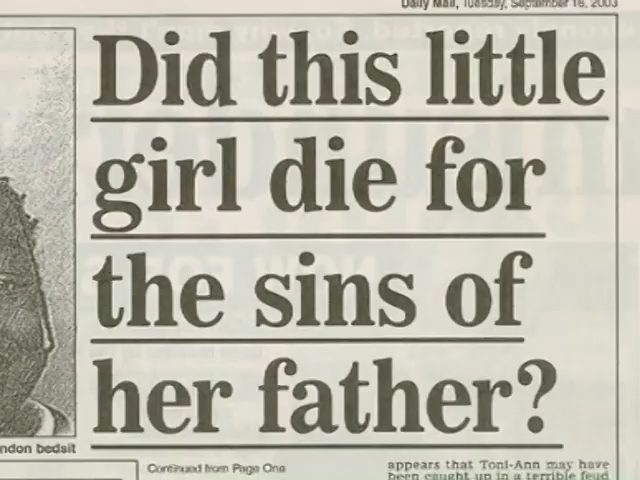 Daily Mail, Tuesday, September 16, 2003
Did this little
girl die for
the sins of
her father?
ndon bedsit
Continued from Page One
appears that Toni-Ann may have
been caught up in a terrible feud